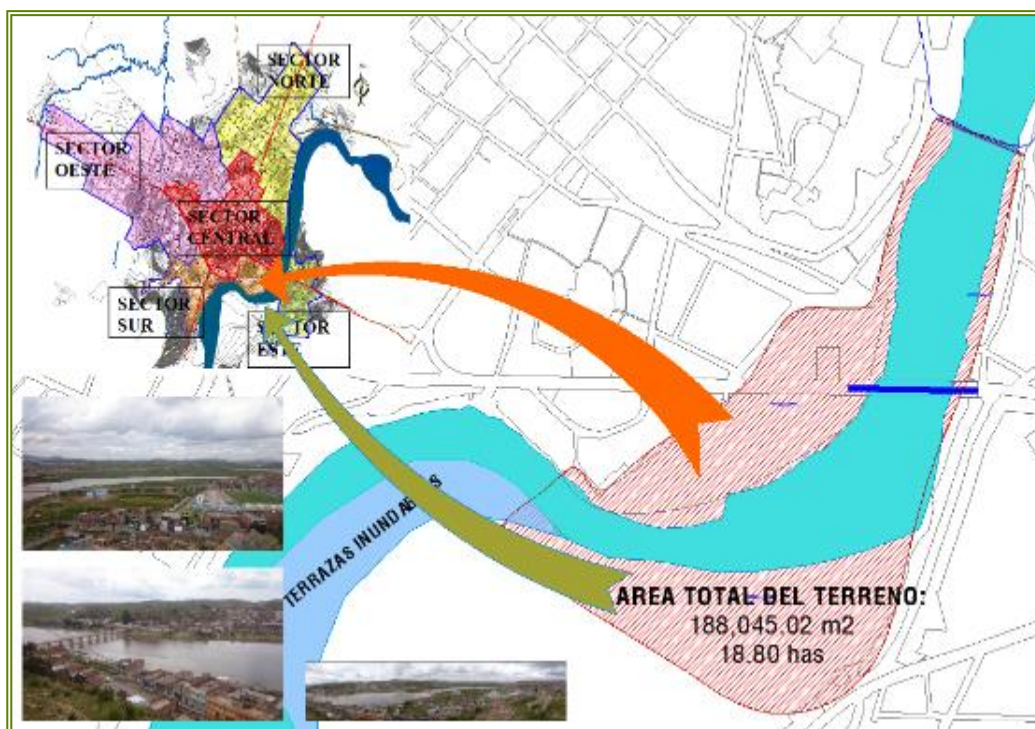 SECTOR
NORTE
SECTOR
OESTE
SECTOR
CENTRAL
SECTOR
SUR
SECTOR
ESTE
TERRAZAS INUNDABLES
AREA TOTAL DEL TERRENO:
188,045.02 m2
18.80 has